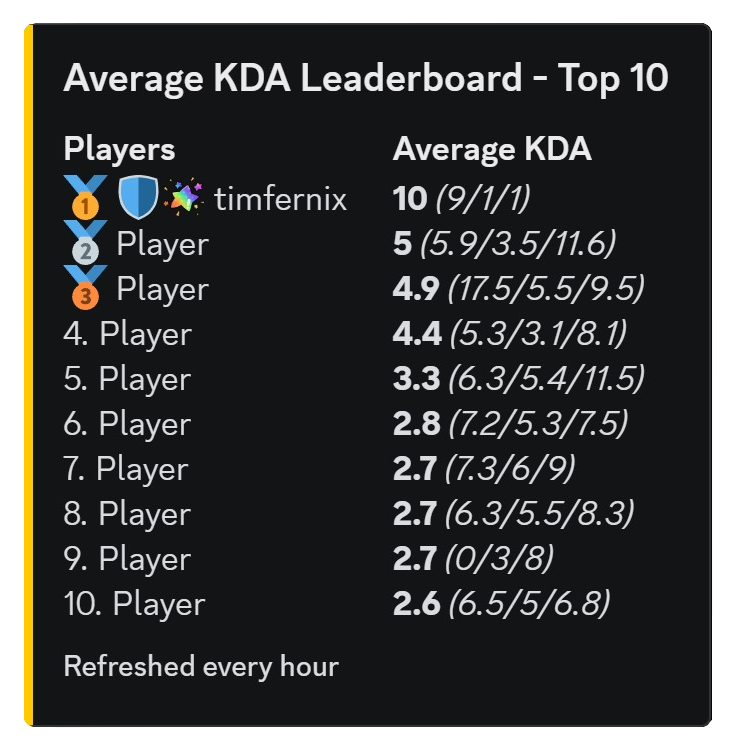 Average KDA Leaderboard - Top 10
Players Average KDA
1 timfernix 10 (9/1/1)
2 Player 5 (5.9/3.5/11.6)
3 Player 4.9 (17.5/5.5/9.5)
4. Player 4.4 (5.3/3.1/8.1)
5. Player 3.3 (6.3/5.4/11.5)
6. Player 2.8 (7.2/5.3/7.5)
7. Player 2.7 (7.3/6/9)
8. Player 2.7 (6.3/5.5/8.3)
9. Player 2.7 (0/3/8)
10. Player 2.6 (6.5/5/6.8)
Refreshed every hour